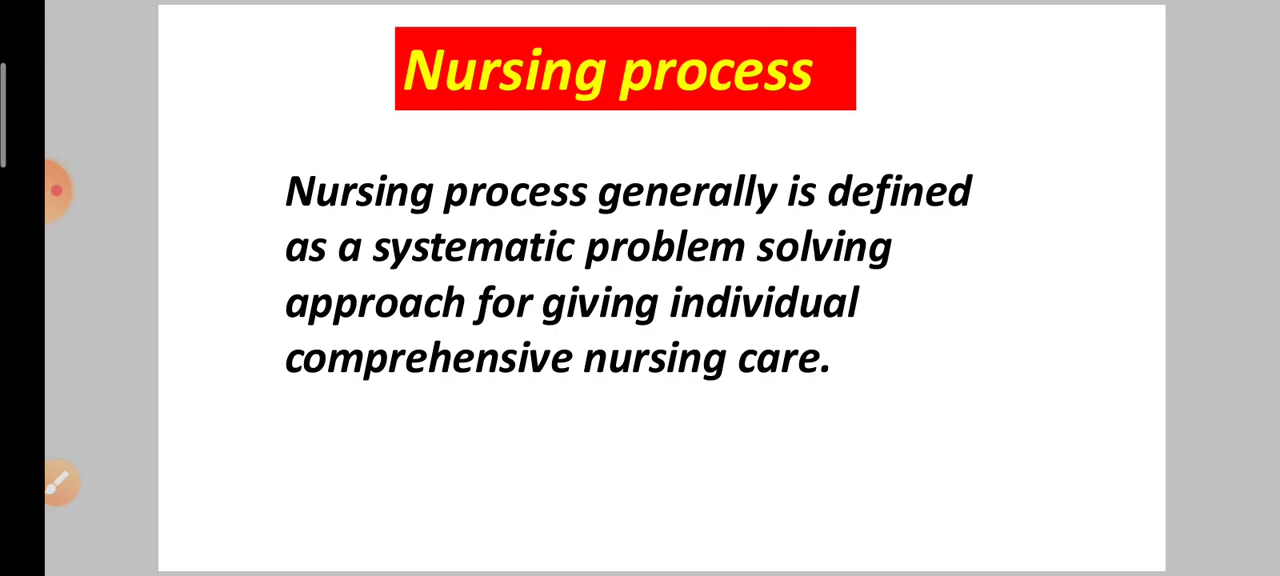 Nursing process
Nursing process generally is defined
as a systematic problem solving
approach for giving individual
comprehensive nursing care.